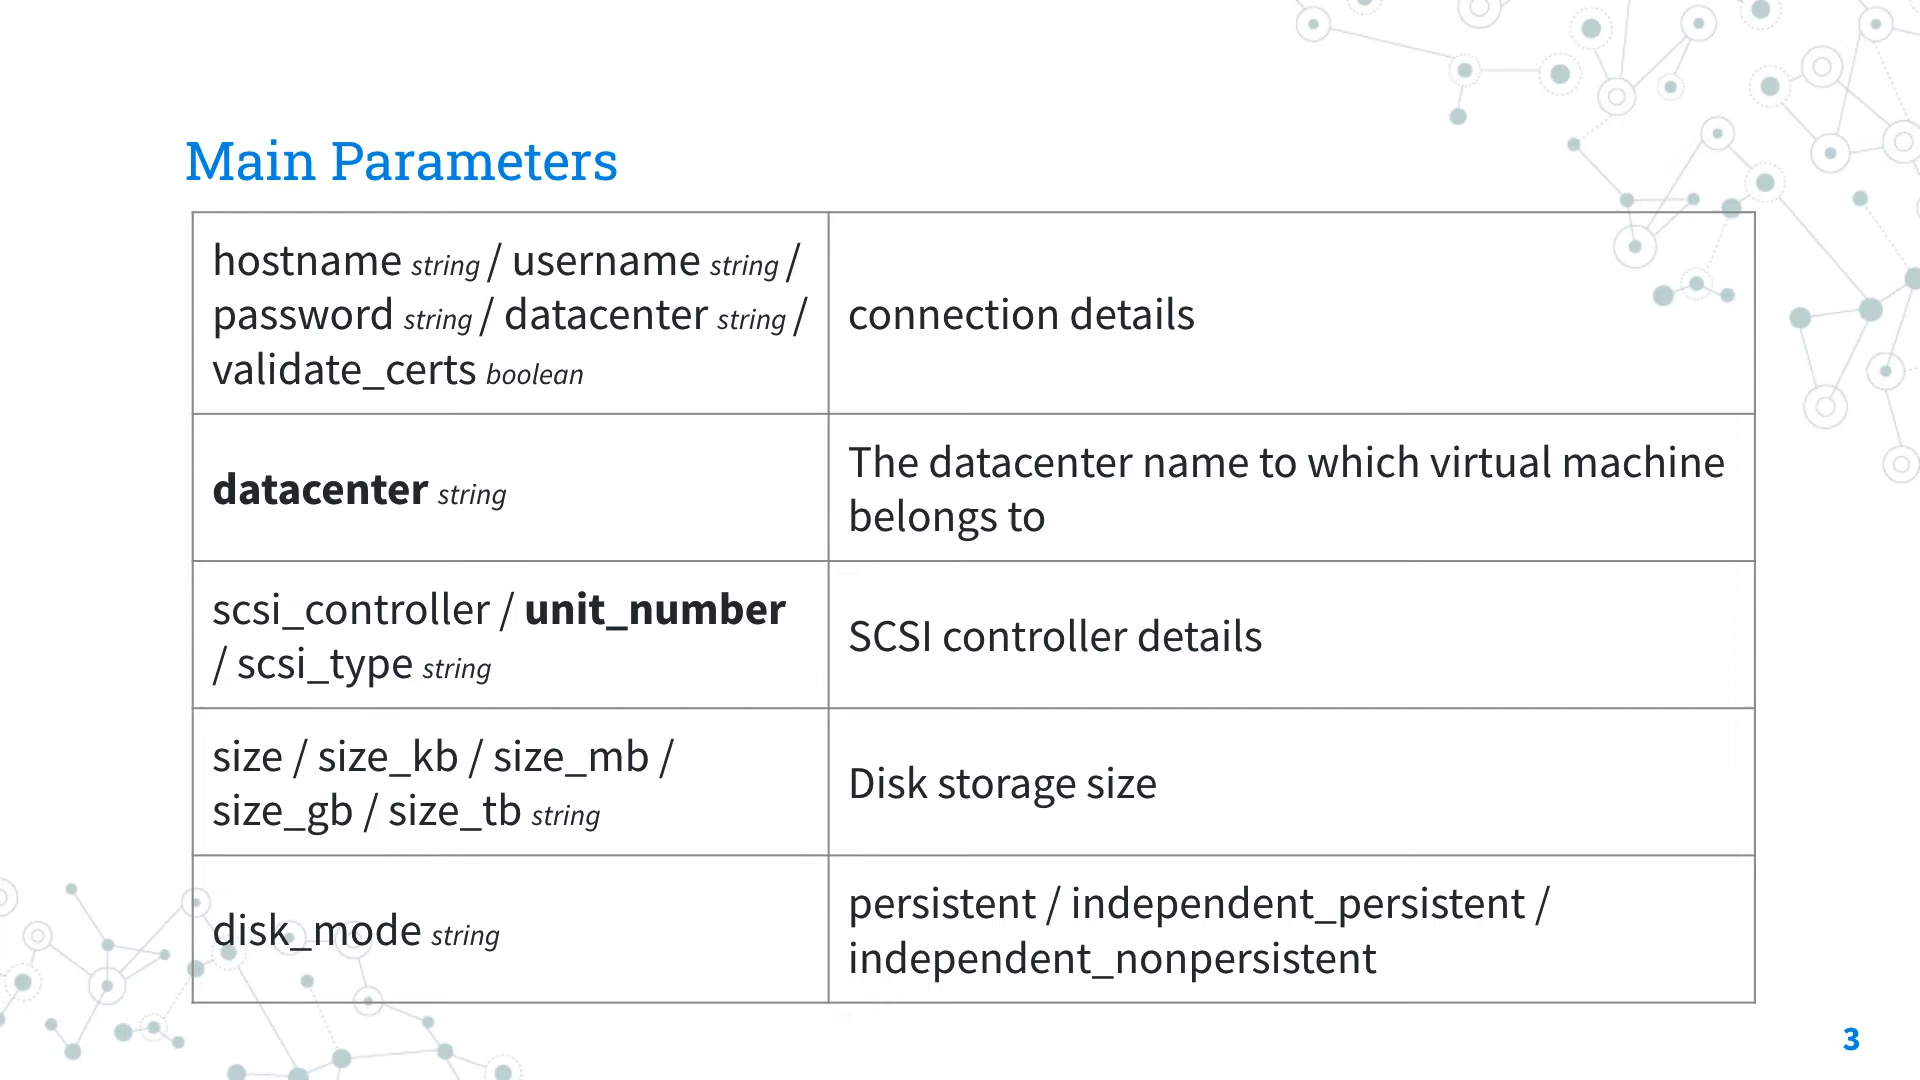 Main Parameters
hostname string / username string /
password string / datacenter string /
validate_certs boolean
connection details
datacenter string
The datacenter name to which virtual machine
belongs to
scsi_controller / unit_number
/ scsi_type string
SCSI controller details
size / size_kb / size_mb /
size_gb / size_tb string
Disk storage size
disk_mode string
persistent / independent_persistent /
independent_nonpersistent
3